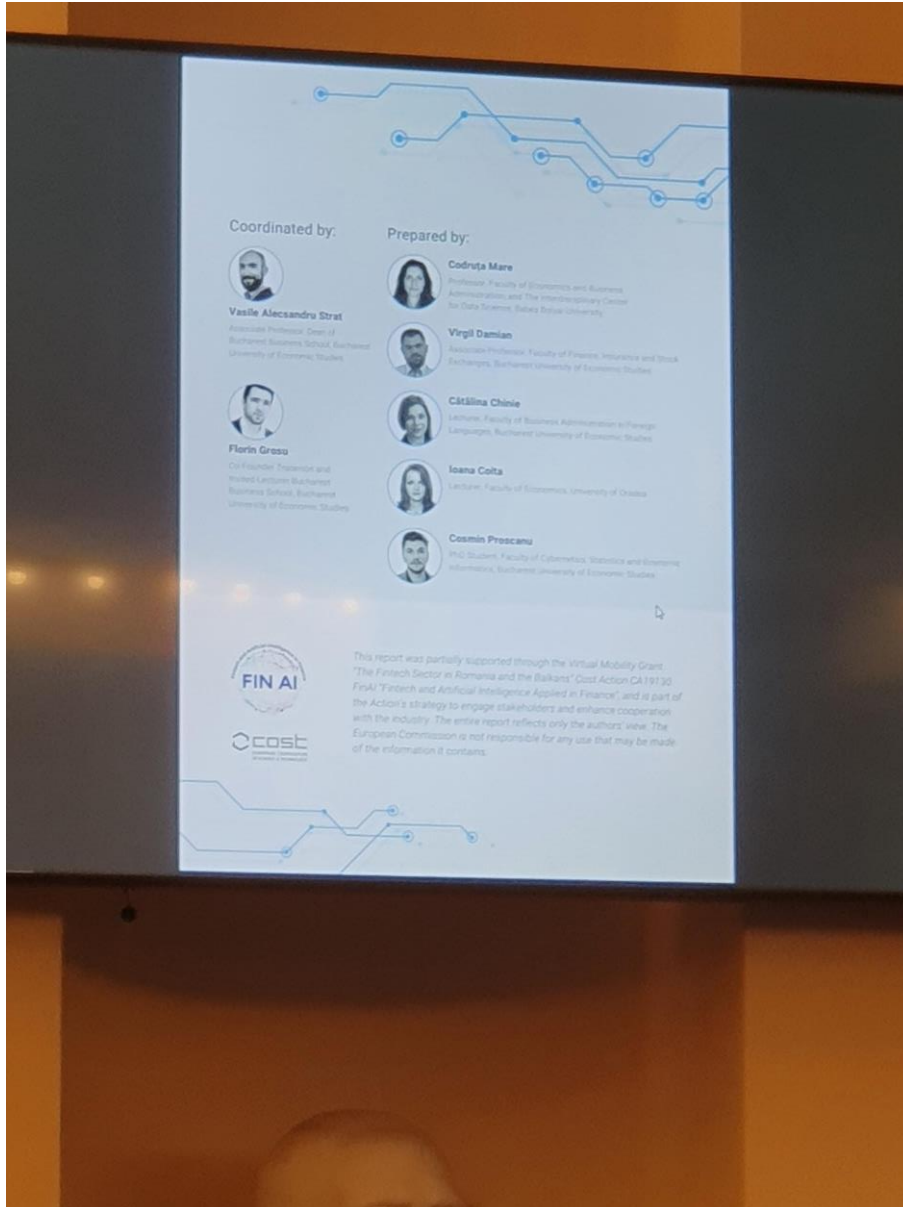 Coordinated by:
Vasile Alecsandru Strat
Associate Professor, Dean of
Bucharest Business School, Bucharest
University of Economic Studies
Florin Grosu
Co-Founder Tradesilvania and
Invited Lecturer Bucharest
Business School, Bucharest
University of Economic Studies
Prepared by:
Codruța Mare
Professor, Faculty of Economics and Business
Administration and The Interdisciplinary Center
for Data Science, Babeș Bolyai University
Virgil Damian
Associate Professor, Faculty of Finance, Insurance and Stock
Exchanges, Bucharest University of Economic Studies
Cătălina Chinie
Lecturer, Faculty of Business Administration in Foreign
Languages, Bucharest University of Economic Studies
Ioana Coita
Lecturer, Faculty of Economics, University of Oradea
Cosmin Proscanu
PhD Student, Faculty of Cybernetics, Statistics and Economic
Informatics, Bucharest University of Economic Studies
FIN AI
cost
This report was partially supported through the Virtual Mobility Grant
"The Fintech Sector in Romania and the Balkans" Cost Action CA19130
FinAI "Fintech and Artificial Intelligence Applied in Finance", and is part of
the Action's strategy to engage stakeholders and enhance cooperation
with the industry. The entire report reflects only the authors' view. The
European Commission is not responsible for any use that may be made
of the information it contains.